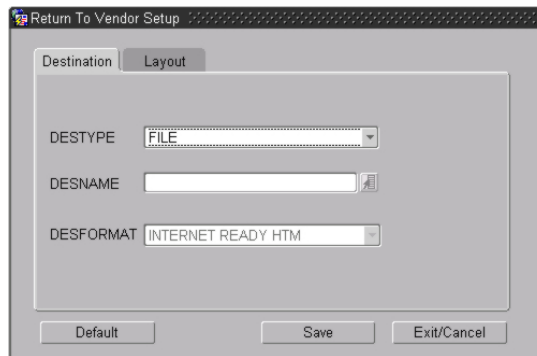 Return To Vendor Setup
Destination Layout
DESTYPE FILE
DESNAME
DESFORMAT INTERNET READY HTM
Default Save Exit/Cancel